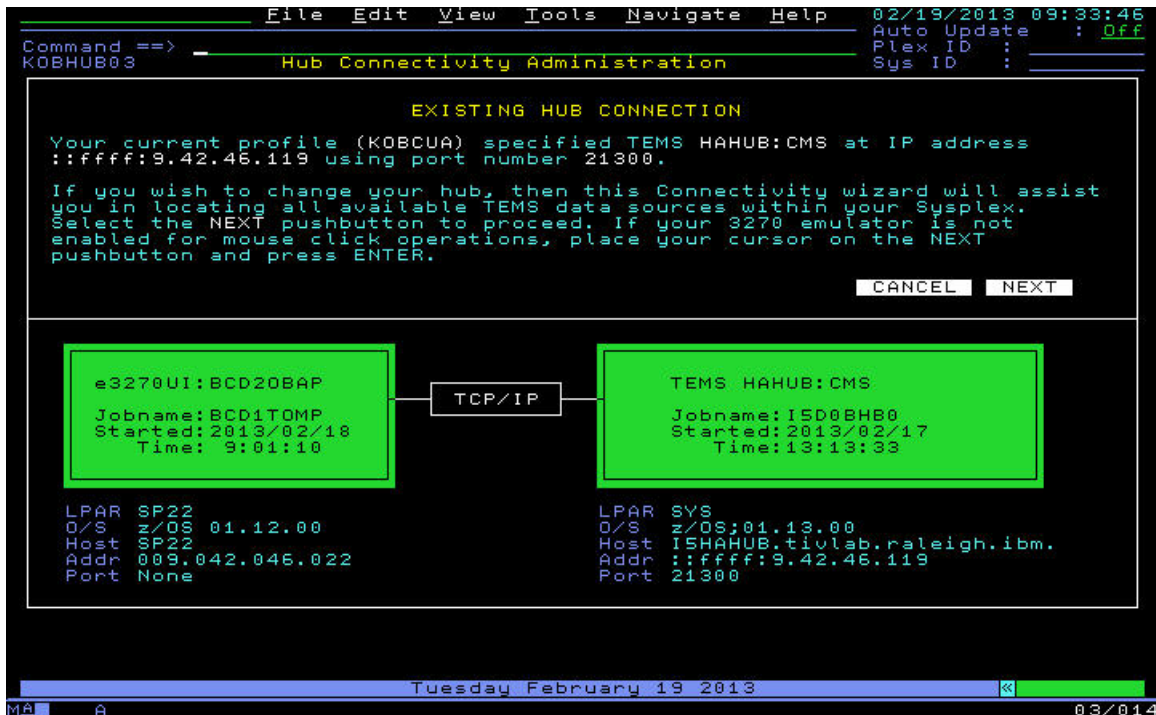 File Edit View Tools Navigate Help 02/19/2013 09:33:46
Auto Update : Off
Command ==> Plex ID :
KOBHUB03 Hub Connectivity Administration Sys ID :
EXISTING HUB CONNECTION
Your current profile (KOBCUA) specified TEMS HAHUB:CMS at IP address
::ffff:9.42.46.119 using port number 21300.
If you wish to change your hub, then this Connectivity wizard will assist
you in locating all available TEMS data sources within your Sysplex.
Select the NEXT pushbutton to proceed. If your 3270 emulator is not
enabled for mouse click operations, place your cursor on the NEXT
pushbutton and press ENTER.
CANCEL NEXT
e3270UI:BCD2OBAP
Jobname:BCD1TOMP
Started:2013/02/18
Time: 9:01:10
TCP/IP
TEMS HAHUB:CMS
Jobname:I5D0BHB0
Started:2013/02/17
Time:13:13:33
LPAR SP22
O/S z/OS 01.12.00
Host SP22
Addr 009.042.046.022
Port None
LPAR SYS
O/S z/OS;01.13.00
Host I5HAHUB.tivlab.raleigh.ibm.
Addr ::ffff:9.42.46.119
Port 21300
Tuesday February 19 2013 «
MA A 03/014